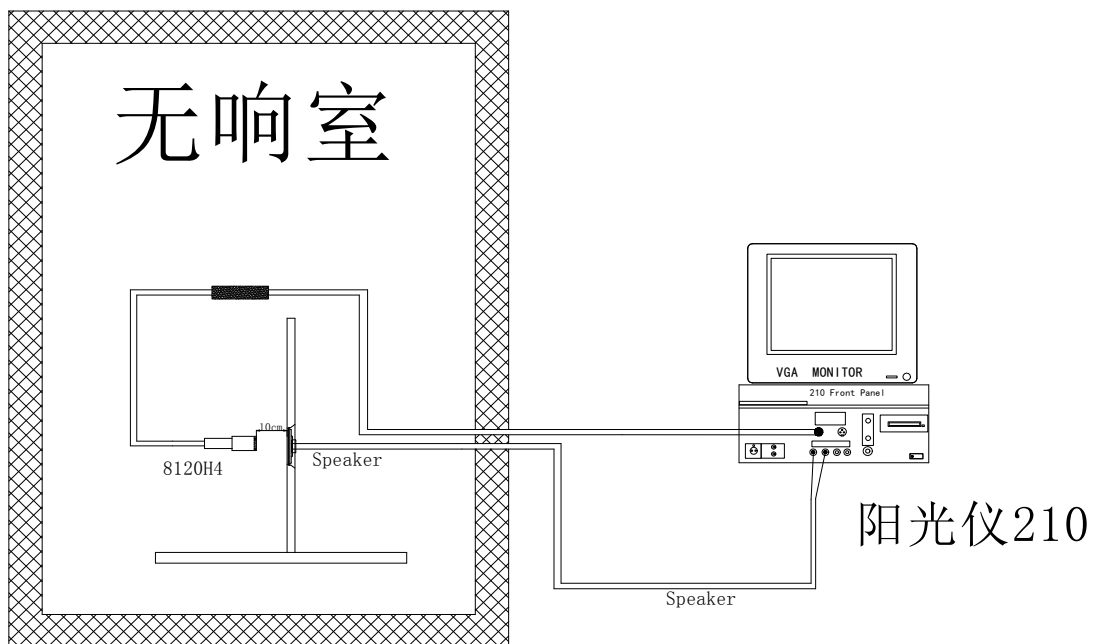 无响室
VGA MONITOR
210 Front Panel
10cm
8120H4
Speaker
阳光仪210
Speaker